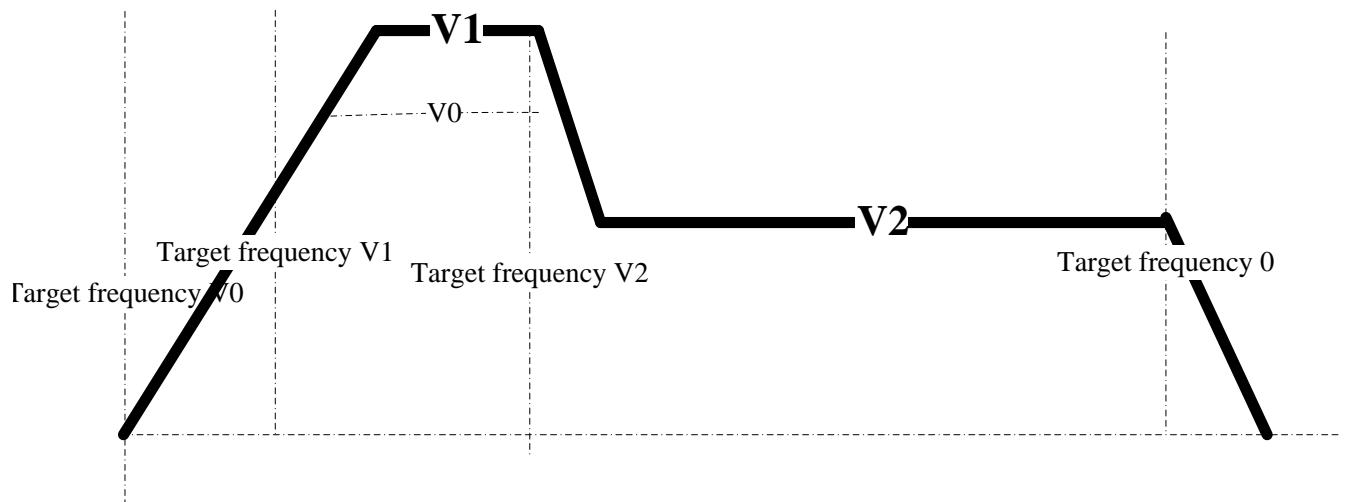 V1
V0
V2
Target frequency V1
Target frequency 0
Target frequency V2
Target frequency V0